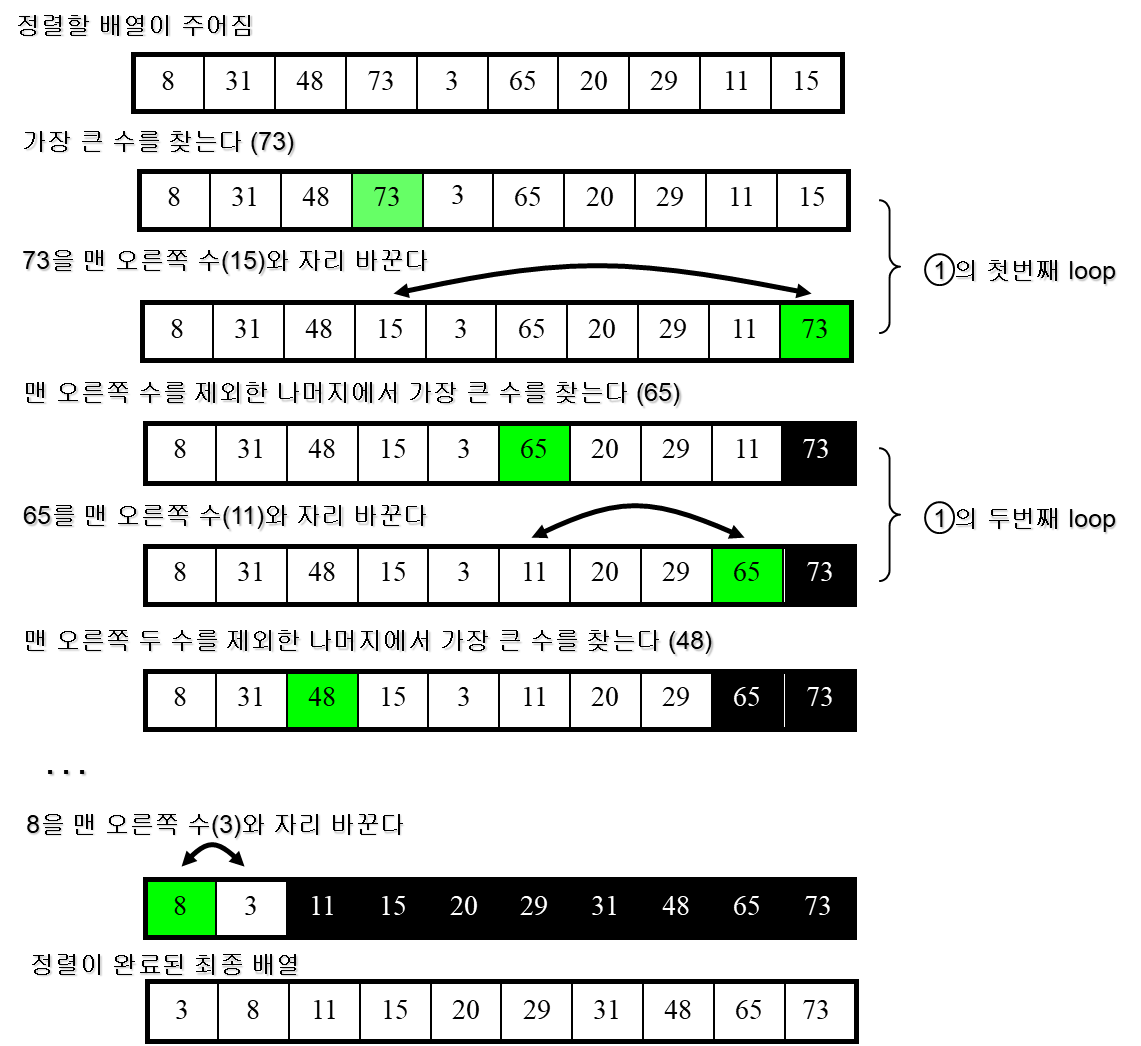 정렬할 배열이 주어짐
8 31 48 73 3 65 20 29 11 15
가장 큰 수를 찾는다 (73)
8 31 48 73 3 65 20 29 11 15
73을 맨 오른쪽 수(15)와 자리 바꾼다
①의 첫번째 loop
8 31 48 15 3 65 20 29 11 73
맨 오른쪽 수를 제외한 나머지에서 가장 큰 수를 찾는다 (65)
8 31 48 15 3 65 20 29 11 73
65를 맨 오른쪽 수(11)와 자리 바꾼다
①의 두번째 loop
8 31 48 15 3 11 20 29 65 73
맨 오른쪽 두 수를 제외한 나머지에서 가장 큰 수를 찾는다 (48)
8 31 48 15 3 11 20 29 65 73
...
8을 맨 오른쪽 수(3)와 자리 바꾼다
8 3 11 15 20 29 31 48 65 73
정렬이 완료된 최종 배열
3 8 11 15 20 29 31 48 65 73